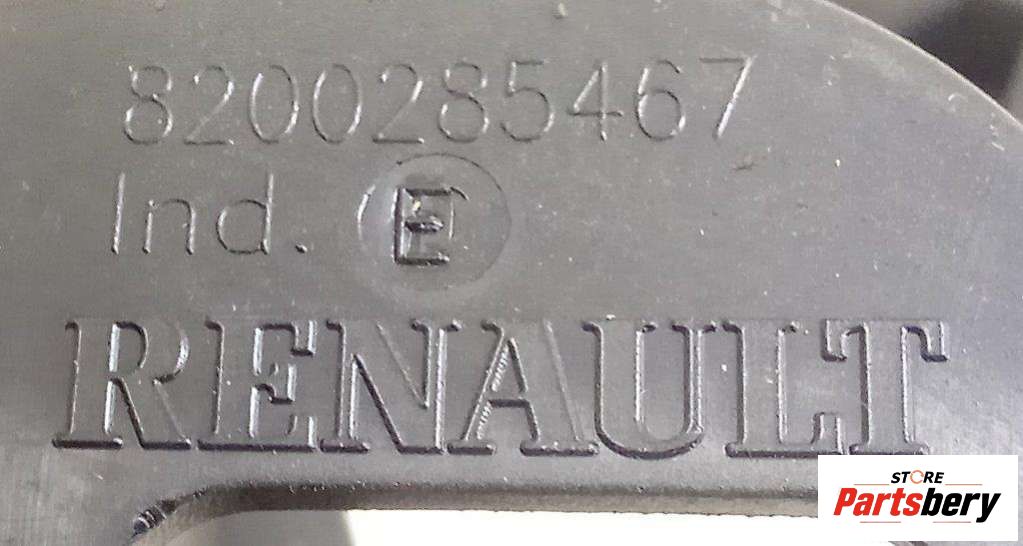 8200285467
Ind. E
RENAULT
STORE
Partsbery